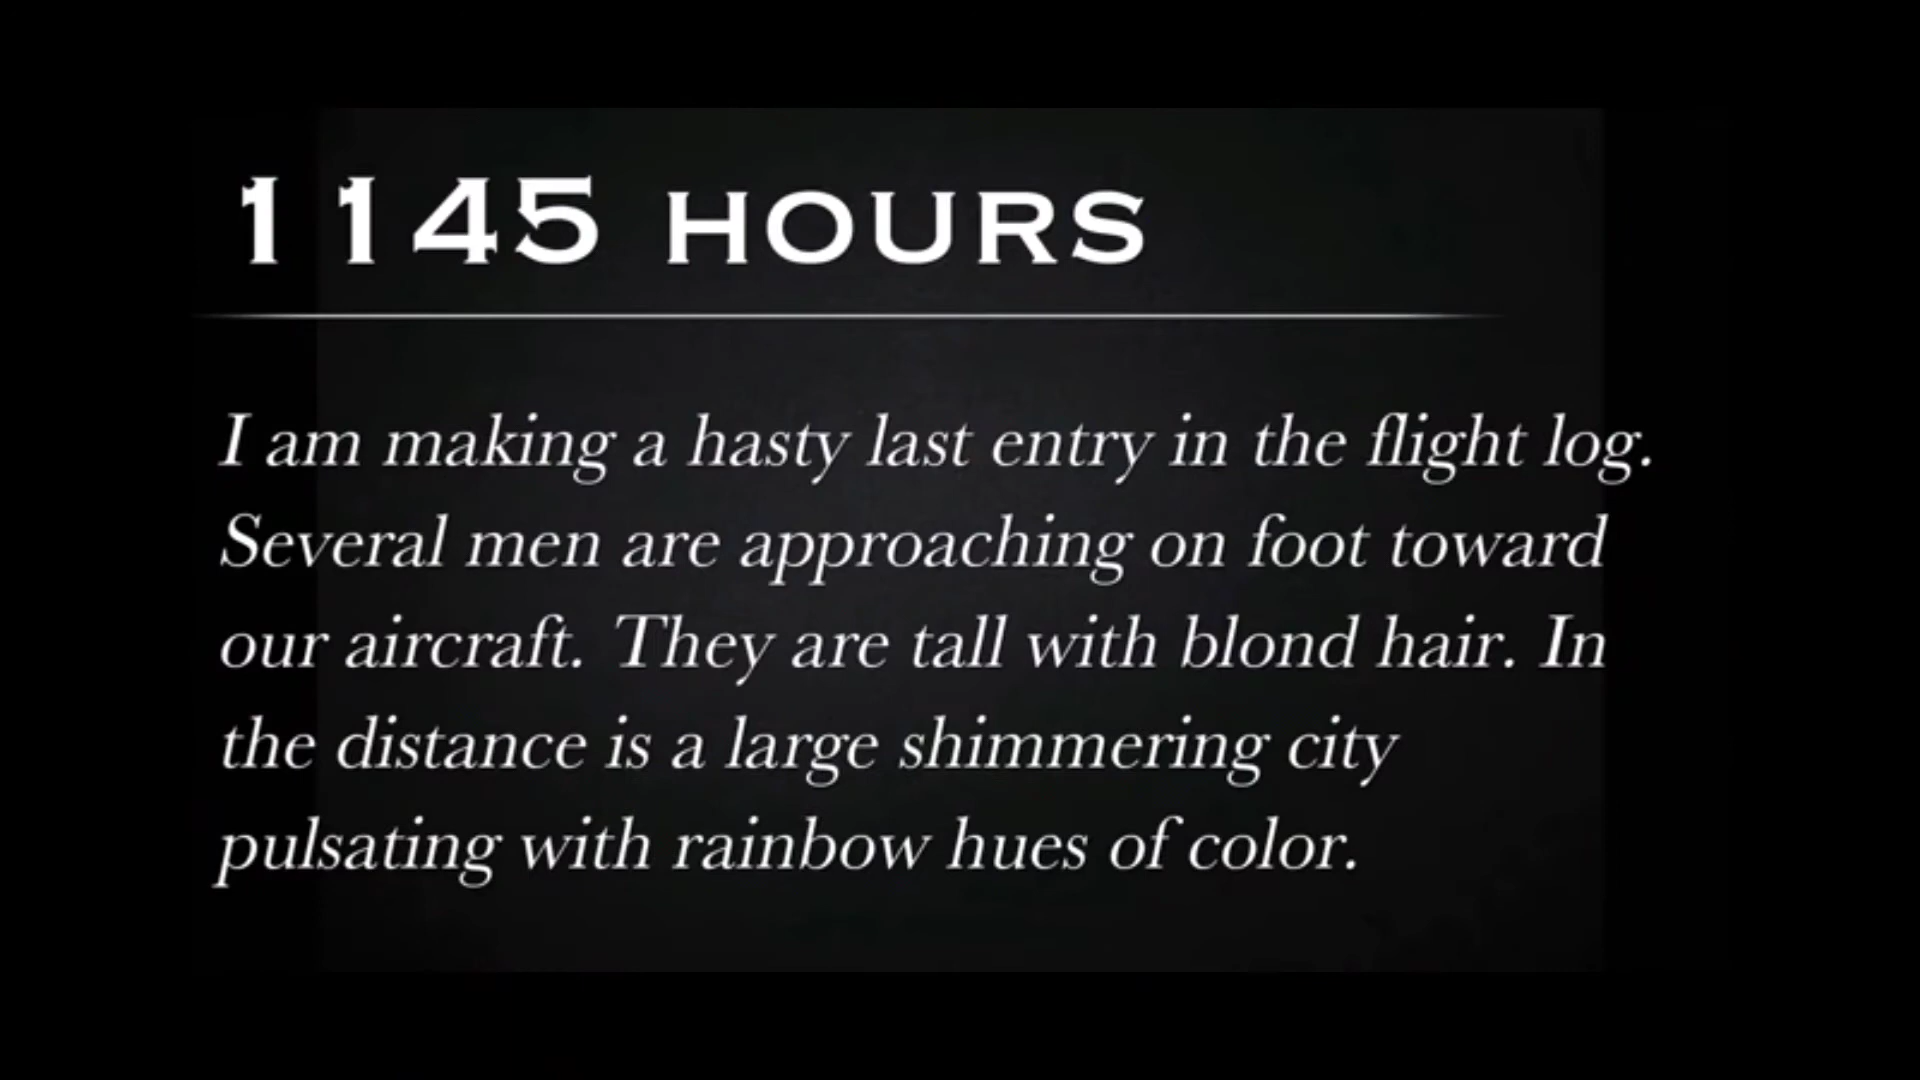 1145 HOURS
I am making a hasty last entry in the flight log.
Several men are approaching on foot toward
our aircraft. They are tall with blond hair. In
the distance is a large shimmering city
pulsating with rainbow hues of color.